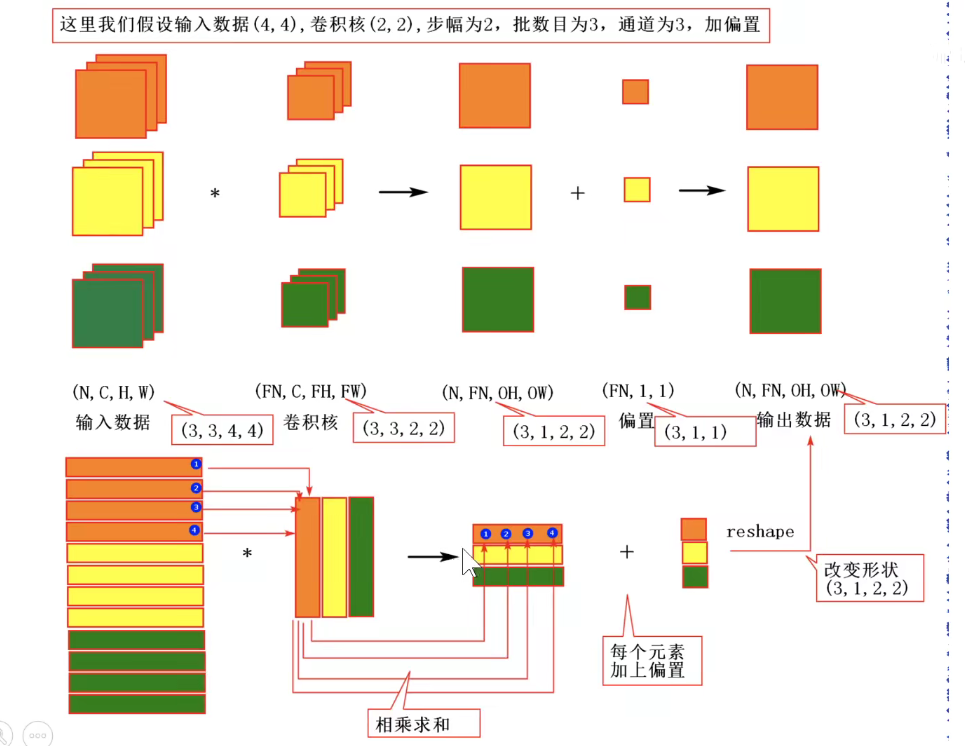 这里我们假设输入数据(4,4),卷积核(2,2),步幅为2，批数目为3，通道为3，加偏置
*
+
(N,C,H,W)
(FN,C,FH,FW)
(N,FN,OH,OW)
(FN,1,1)
(N,FN,OH,OW)
输入数据
(3,3,4,4)
卷积核
(3,3,2,2)
(3,1,2,2)
偏置
(3,1,1)
输出数据
(3,1,2,2)
1
2
3
4
*
1 2 3 4
+
reshape
改变形状
(3,1,2,2)
每个元素
加上偏置
相乘求和